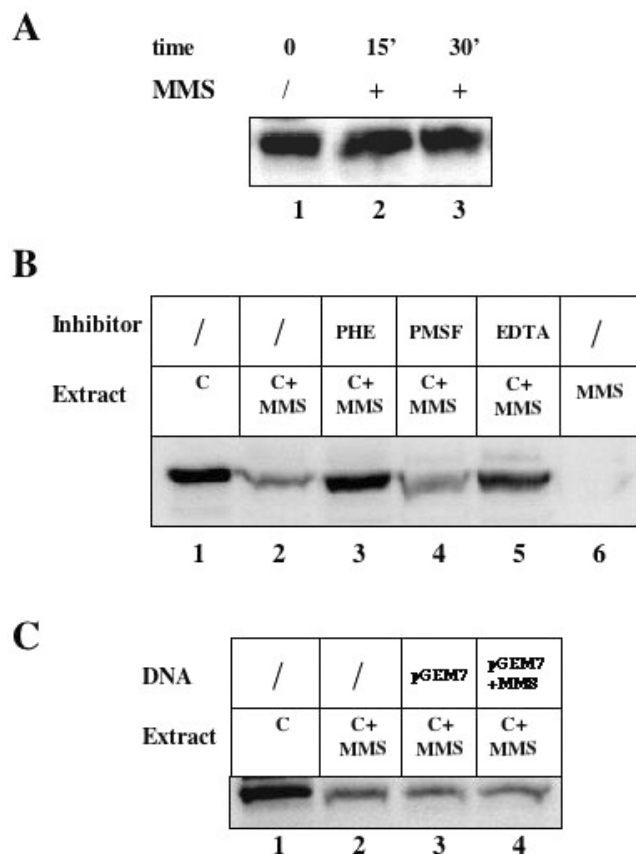 A
time 0 15’ 30’
MMS / + +
1 2 3
B
Inhibitor / / PHE PMSF EDTA /
Extract C C+ MMS C+ MMS C+ MMS C+ MMS MMS
1 2 3 4 5 6
C
DNA / / pGEM7 pGEM7 +MMS
Extract C C+ MMS C+ MMS C+ MMS
1 2 3 4